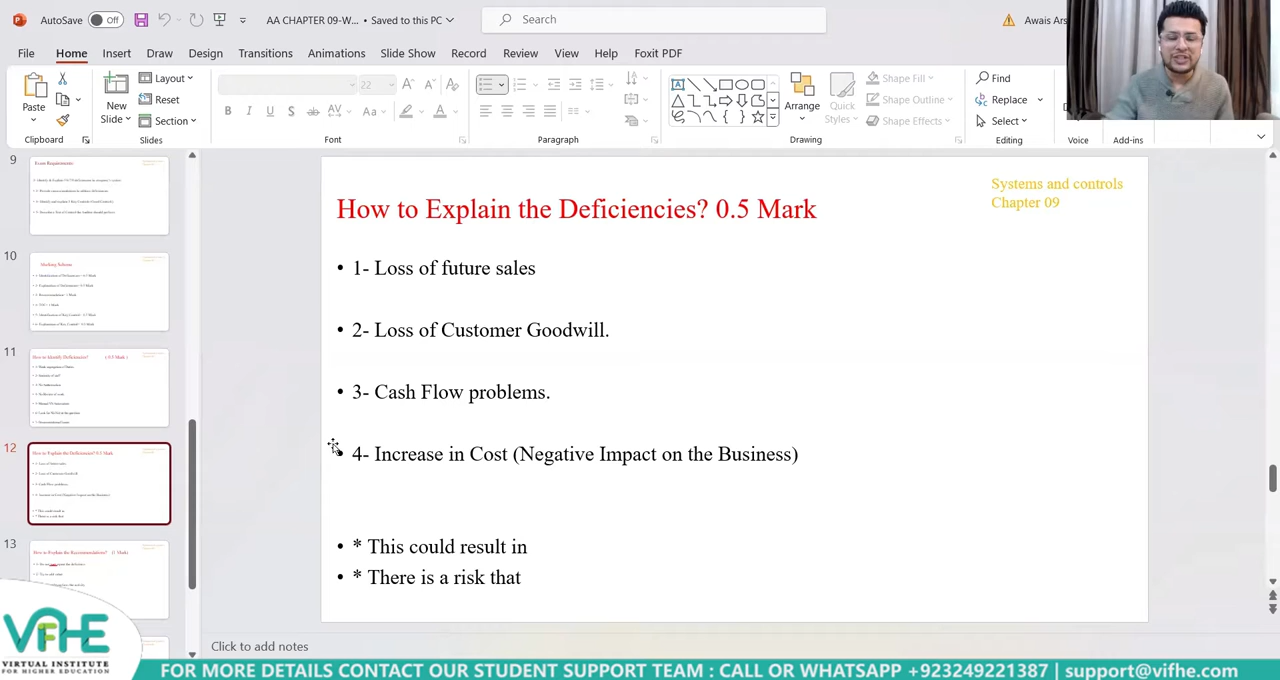 AutoSave Off AA CHAPTER 09-W... • Saved to this PC Search Awais Ars
File Home Insert Draw Design Transitions Animations Slide Show Review View Help Foxit PDF
Paste New Slide Layout Reset Section 22 Arrange Quick Styles Shape Fill Shape Outline Shape Effects Find Replace Select
B I U S ab AV Aa A
Clipboard Slides Font Paragraph Drawing Editing Voice Add-ins
9
10
11
12
13
Systems and controls
Chapter 09
How to Explain the Deficiencies? 0.5 Mark
• 1- Loss of future sales
• 2- Loss of Customer Goodwill.
• 3- Cash Flow problems.
• 4- Increase in Cost (Negative Impact on the Business)
• * This could result in
• * There is a risk that
Click to add notes
VIFHE
VIRTUAL INSTITUTE
FOR HIGHER EDUCATION
FOR MORE DETAILS CONTACT OUR STUDENT SUPPORT TEAM : CALL OR WHATSAPP +923249221387 | support@vifhe.com